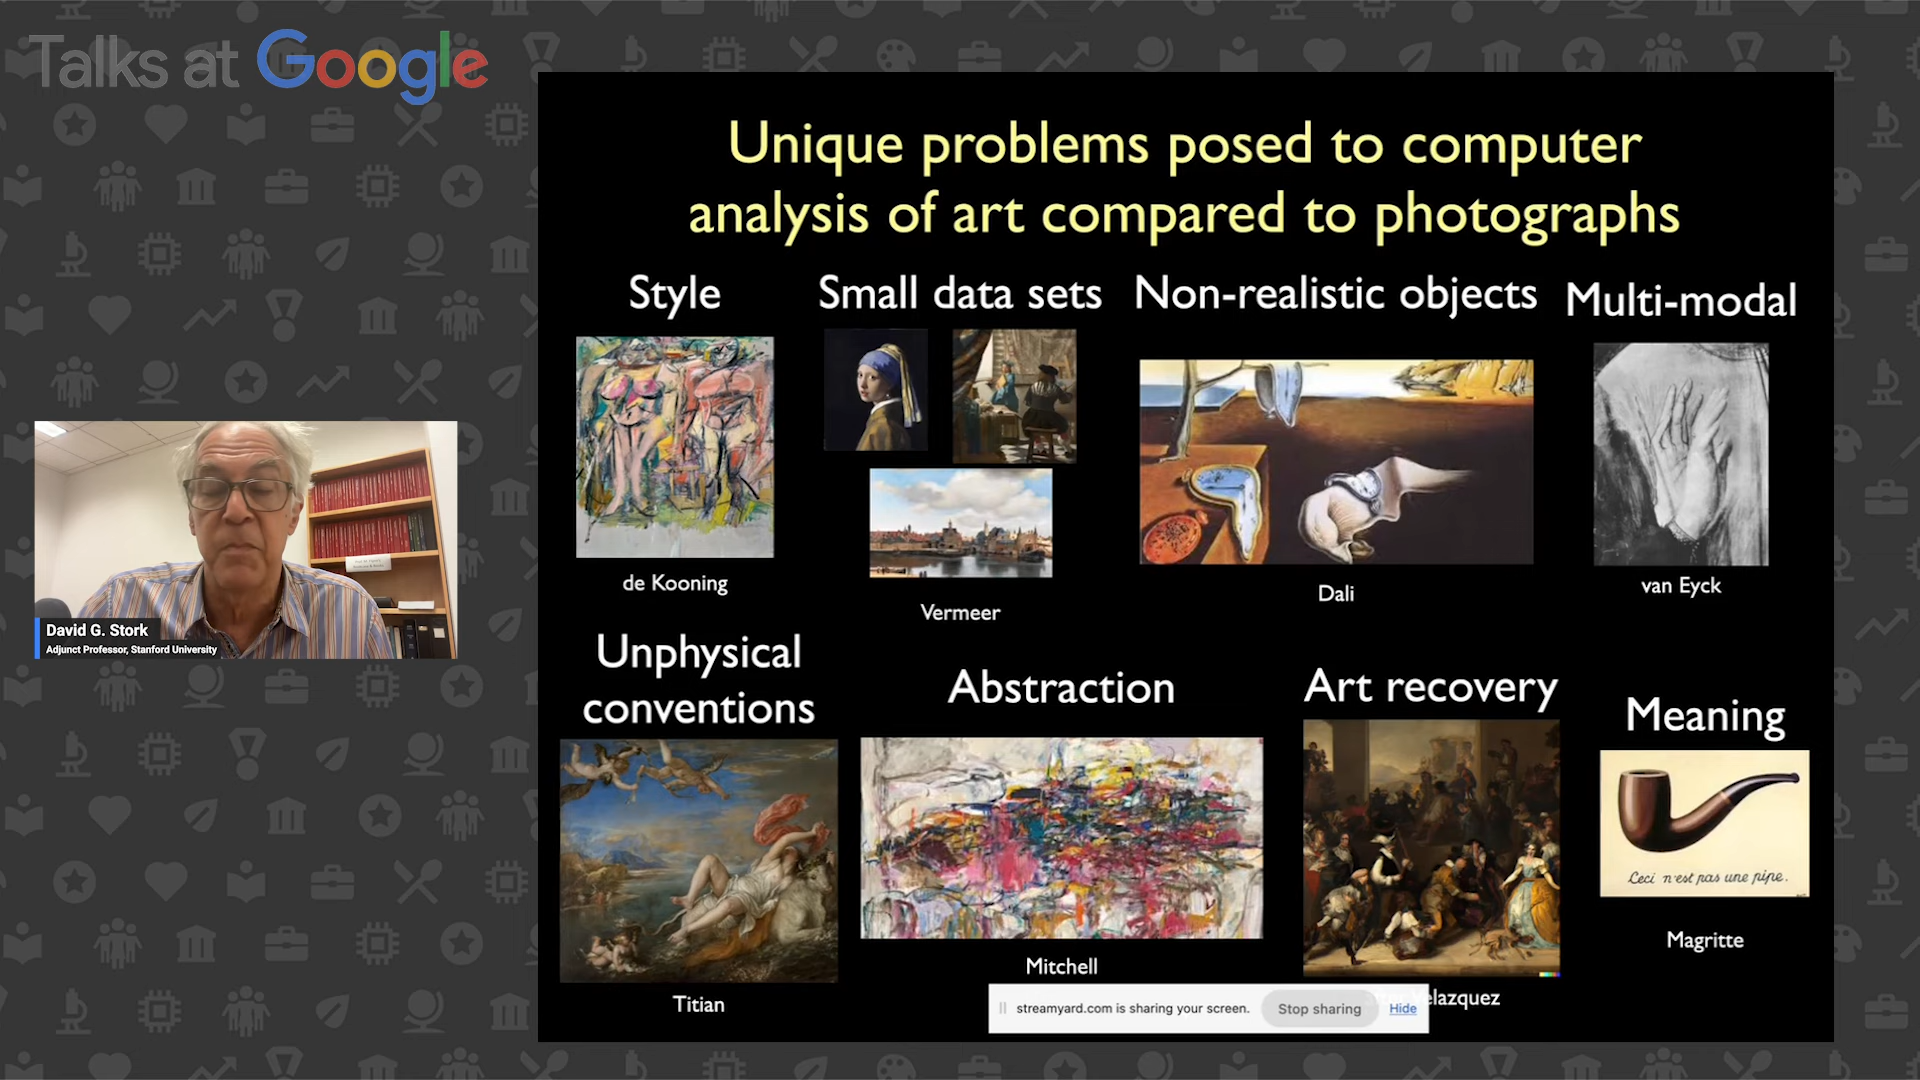 Talks at Google
Unique problems posed to computer
analysis of art compared to photographs
Style
Small data sets
Non-realistic objects
Multi-modal
de Kooning
Vermeer
Dali
van Eyck
David G. Stork
Adjunct Professor, Stanford University
Unphysical
conventions
Abstraction
Art recovery
Meaning
Ceci n'est pas une pipe.
Titian
Mitchell
Velazquez
Magritte
streamyard.com is sharing your screen.
Stop sharing
Hide